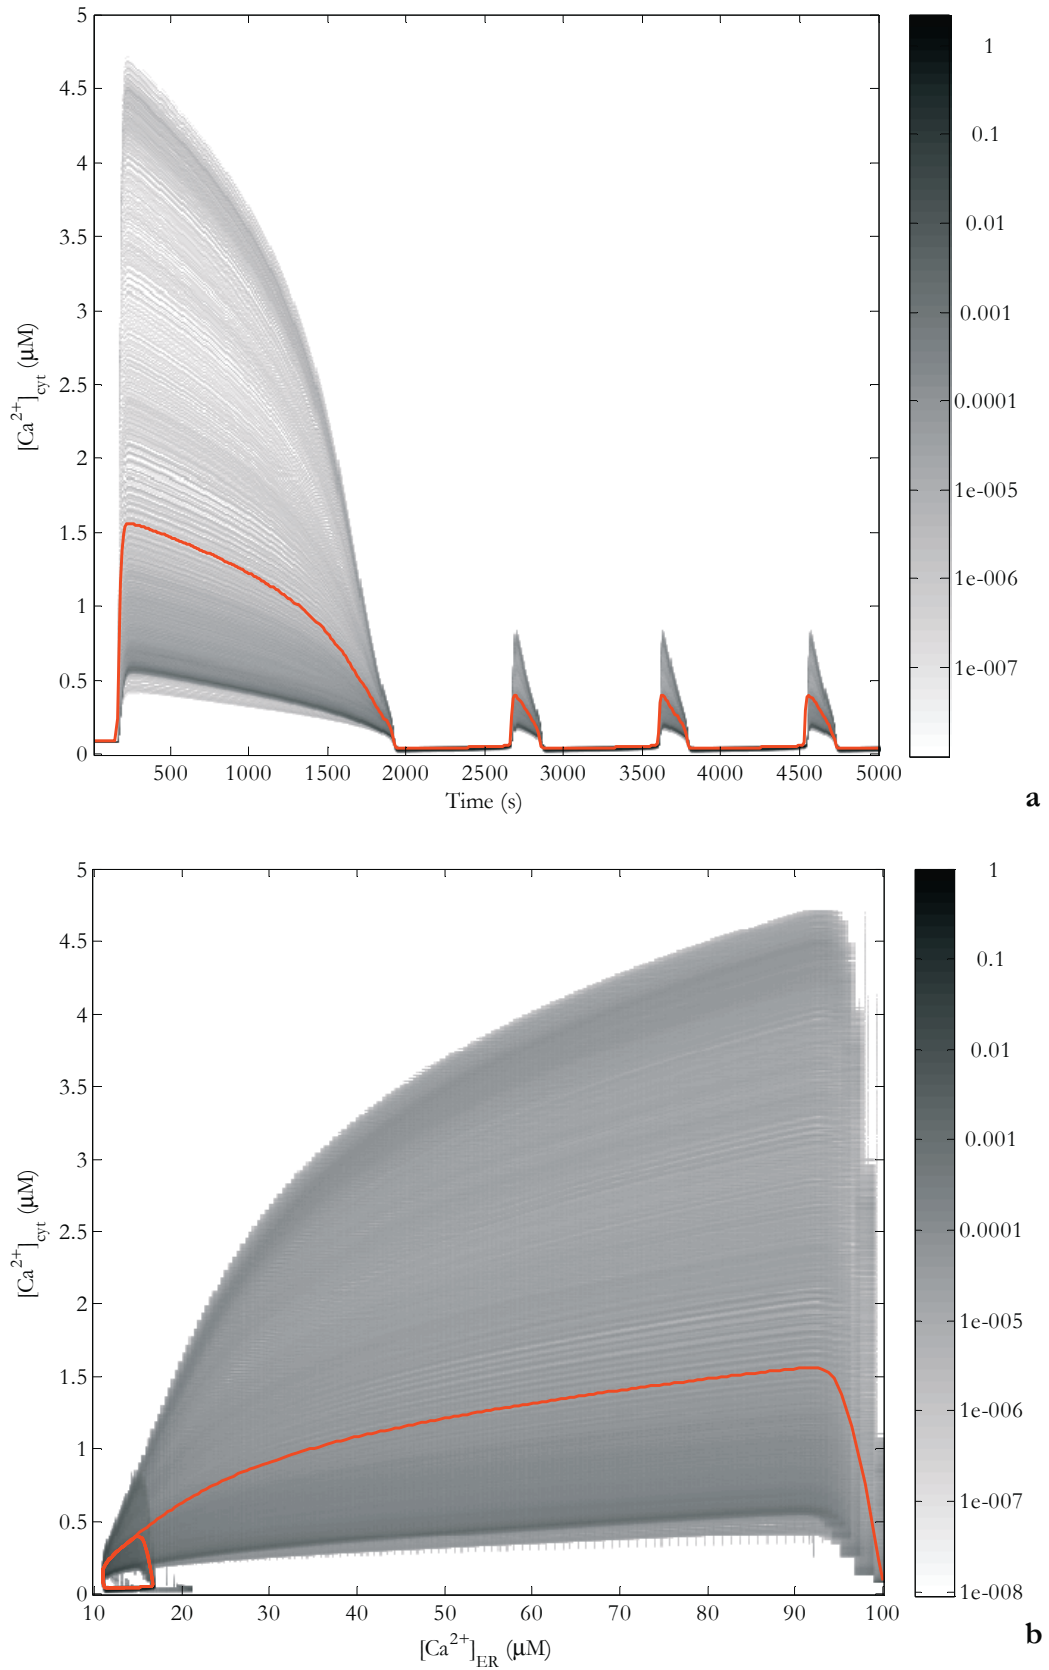 5
4.5
4
3.5
3
2.5
2
1.5
1
0.5
0
[Ca²⁺]cyt (µM)
500 1000 1500 2000 2500 3000 3500 4000 4500 5000
Time (s)
1
0.1
0.01
0.001
0.0001
1e-005
1e-006
1e-007
a
5
4.5
4
3.5
3
2.5
2
1.5
1
0.5
0
[Ca²⁺]cyt (µM)
10 20 30 40 50 60 70 80 90 100
[Ca²⁺]ER (µM)
1
0.1
0.01
0.001
0.0001
1e-005
1e-006
1e-007
1e-008
b